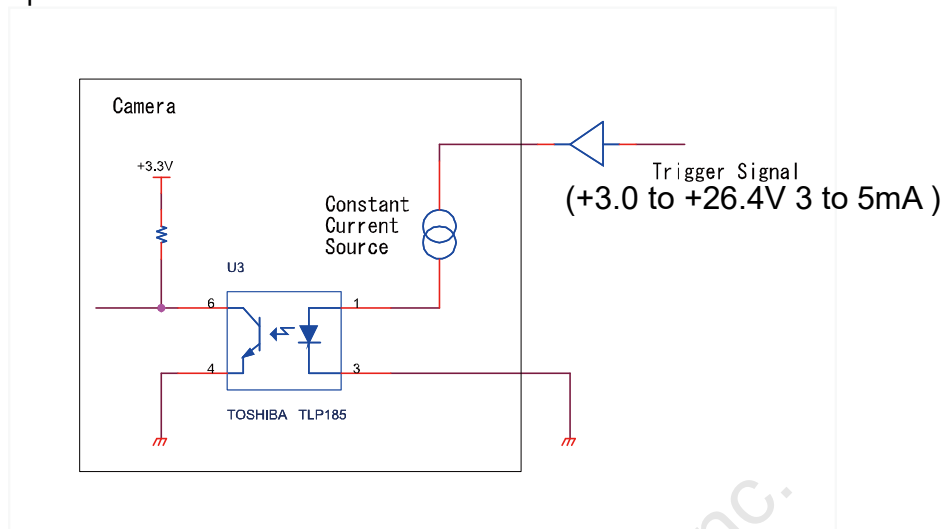 Camera
+3.3V
Constant
Current
Source
Trigger Signal
(+3.0 to +26.4V 3 to 5mA )
U3
6
1
4
3
TOSHIBA TLP185
nc.